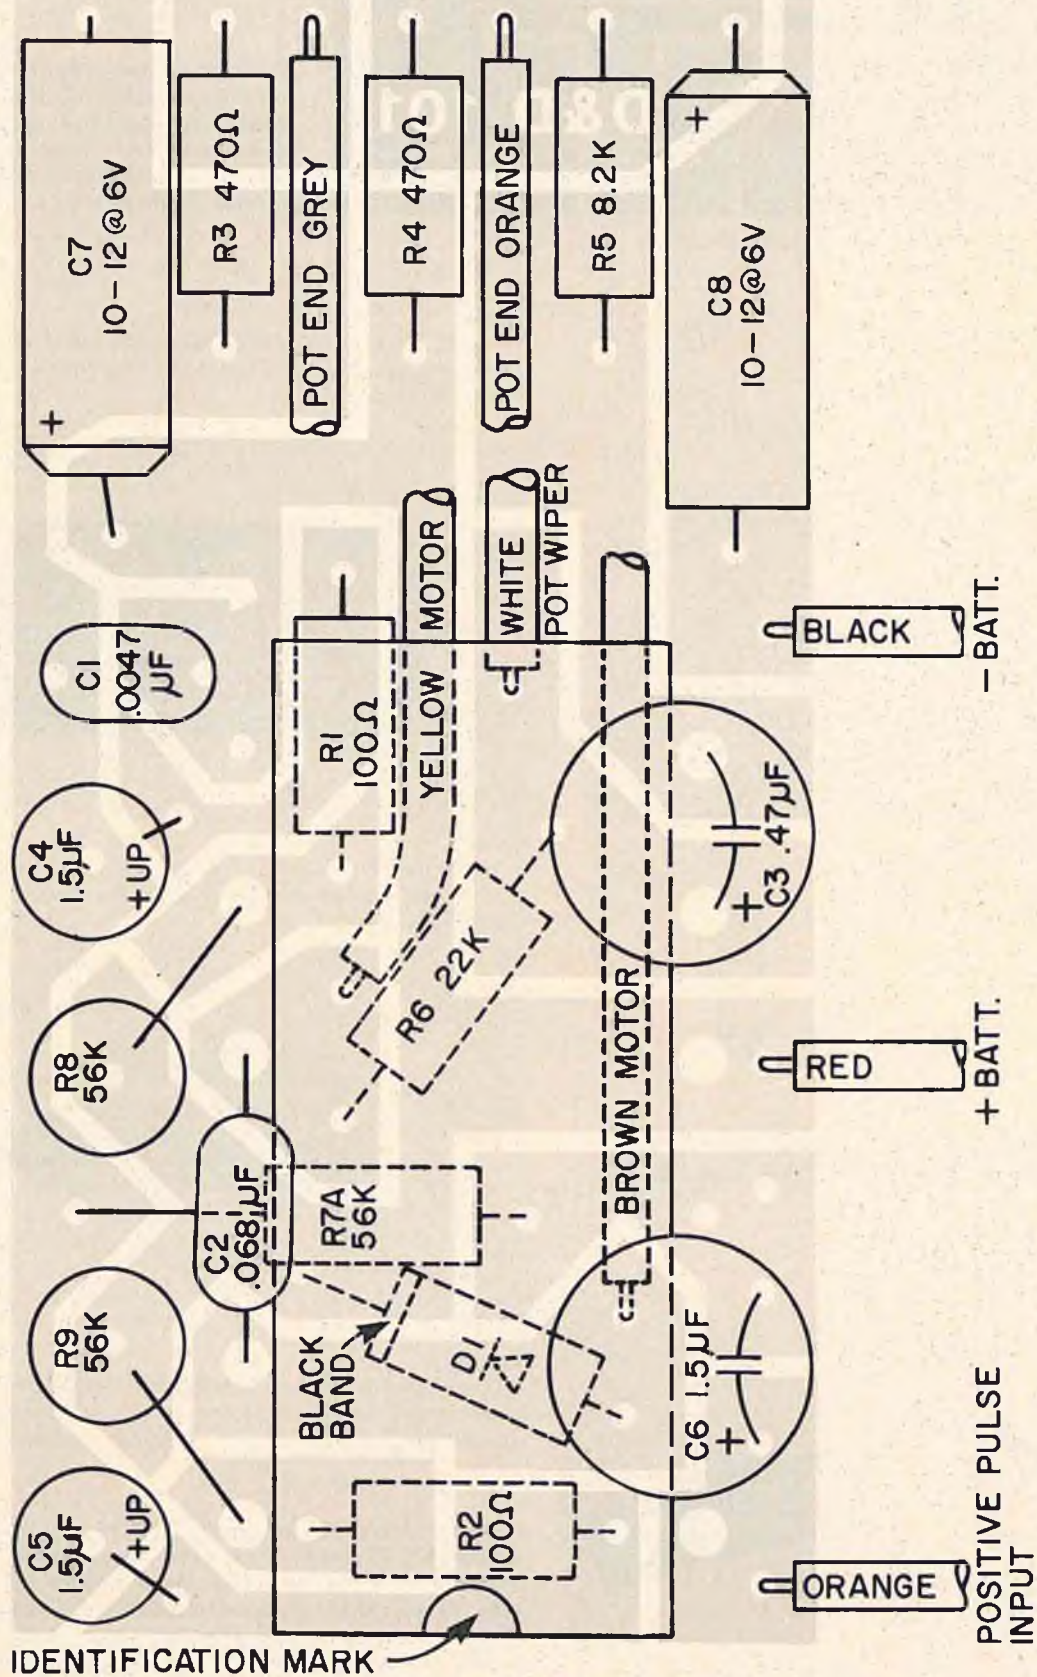 C7
10-12@6V
+
R3 470Ω
POT END GREY
R4 470Ω
POT END ORANGE
R5 8.2K
+
C8
10-12@6V
D&D 101
C1
.0047
µF
R1
100Ω
YELLOW MOTOR
WHITE
POT WIPER
BLACK
- BATT.
C4
1.5µF
+UP
R6 22K
+
C3 .47µF
R8
56K
BROWN MOTOR
RED
+ BATT.
C2
.068µF
R7A
56K
R9
56K
BLACK
BAND
D1
C6 1.5µF
+
C5
1.5µF
+UP
R2
100Ω
ORANGE
POSITIVE PULSE
INPUT
IDENTIFICATION MARK